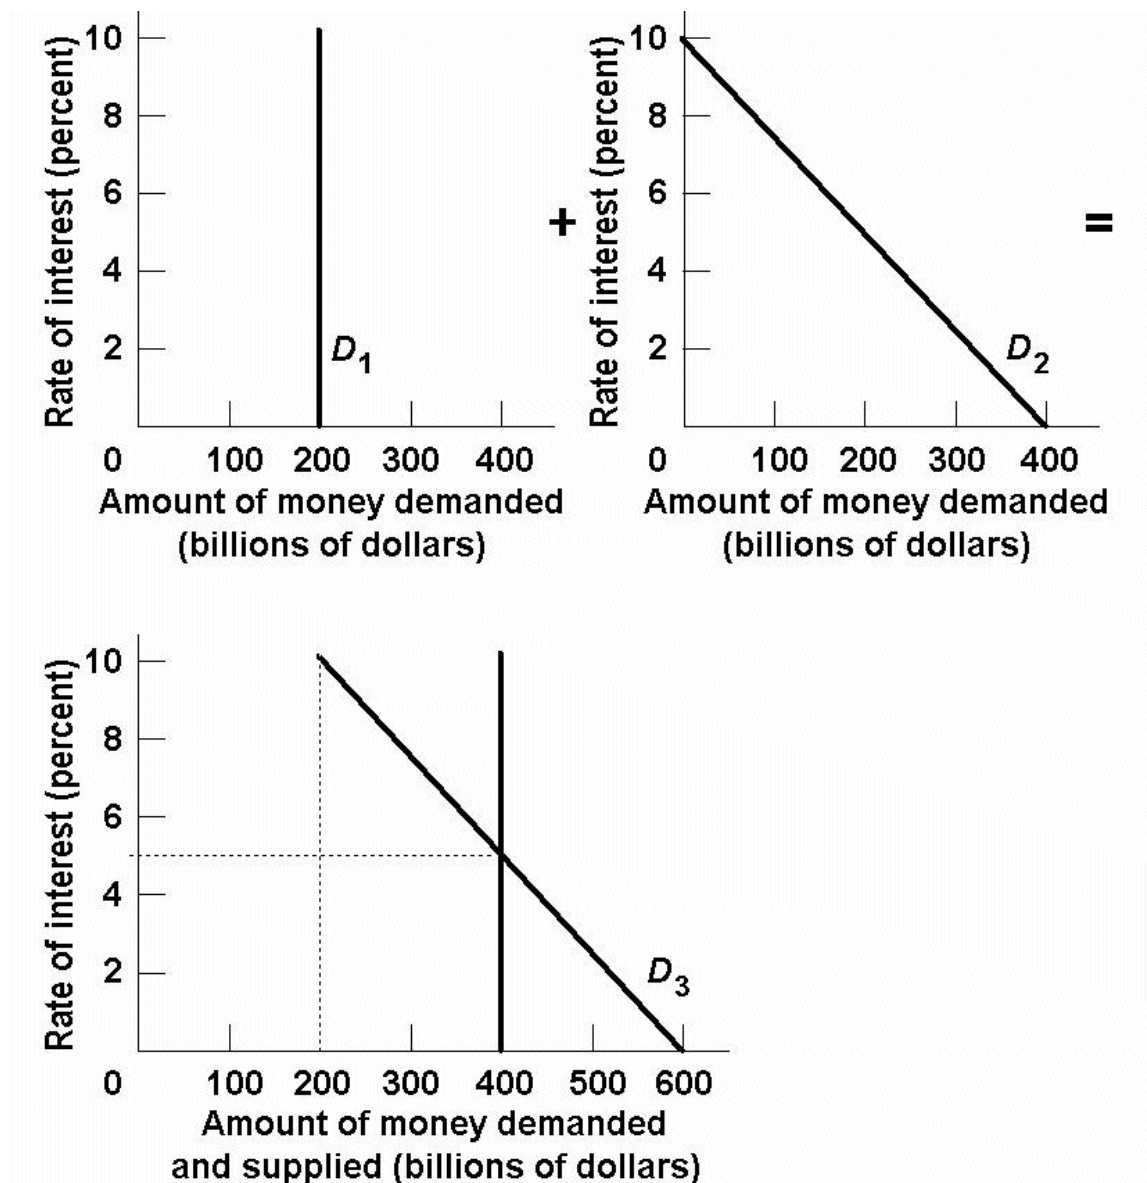 Rate of interest (percent)
10
8
6
4
2
D1
0 100 200 300 400
Amount of money demanded
(billions of dollars)
+
Rate of interest (percent)
10
8
6
4
2
D2
0 100 200 300 400
Amount of money demanded
(billions of dollars)
=
Rate of interest (percent)
10
8
6
4
2
D3
0 100 200 300 400 500 600
Amount of money demanded
and supplied (billions of dollars)